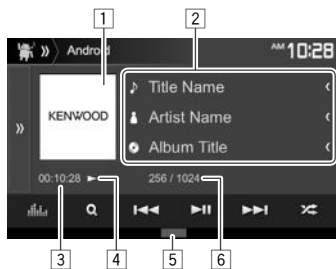 1 2
Android AM 10:28
Title Name
KENWOOD Artist Name
Album Title
00:10:28 256 / 1024
3 4 5 6